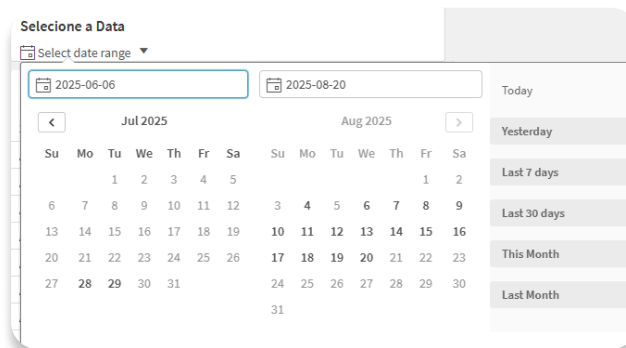 Selecione a Data
Select date range
2025-06-06 2025-08-20
Today
Jul 2025 Aug 2025
Yesterday
Su Mo Tu We Th Fr Sa Su Mo Tu We Th Fr Sa
1 2 3 4 5 1 2
Last 7 days
6 7 8 9 10 11 12 3 4 5 6 7 8 9
Last 30 days
13 14 15 16 17 18 19 10 11 12 13 14 15 16
20 21 22 23 24 25 26 17 18 19 20 21 22 23
This Month
27 28 29 30 31 24 25 26 27 28 29 30
Last Month
31